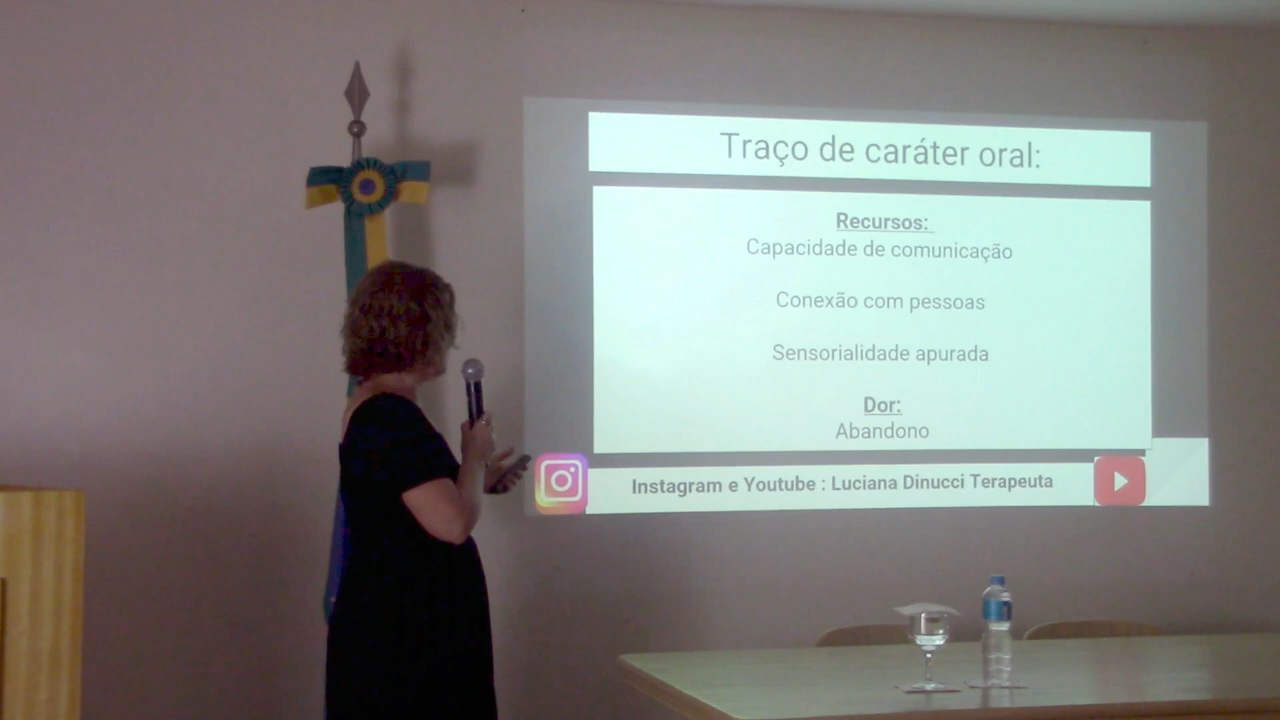 Traço de caráter oral:
Recursos:
Capacidade de comunicação
Conexão com pessoas
Sensorialidade apurada
Dor:
Abandono
Instagram e Youtube : Luciana Dinucci Terapeuta